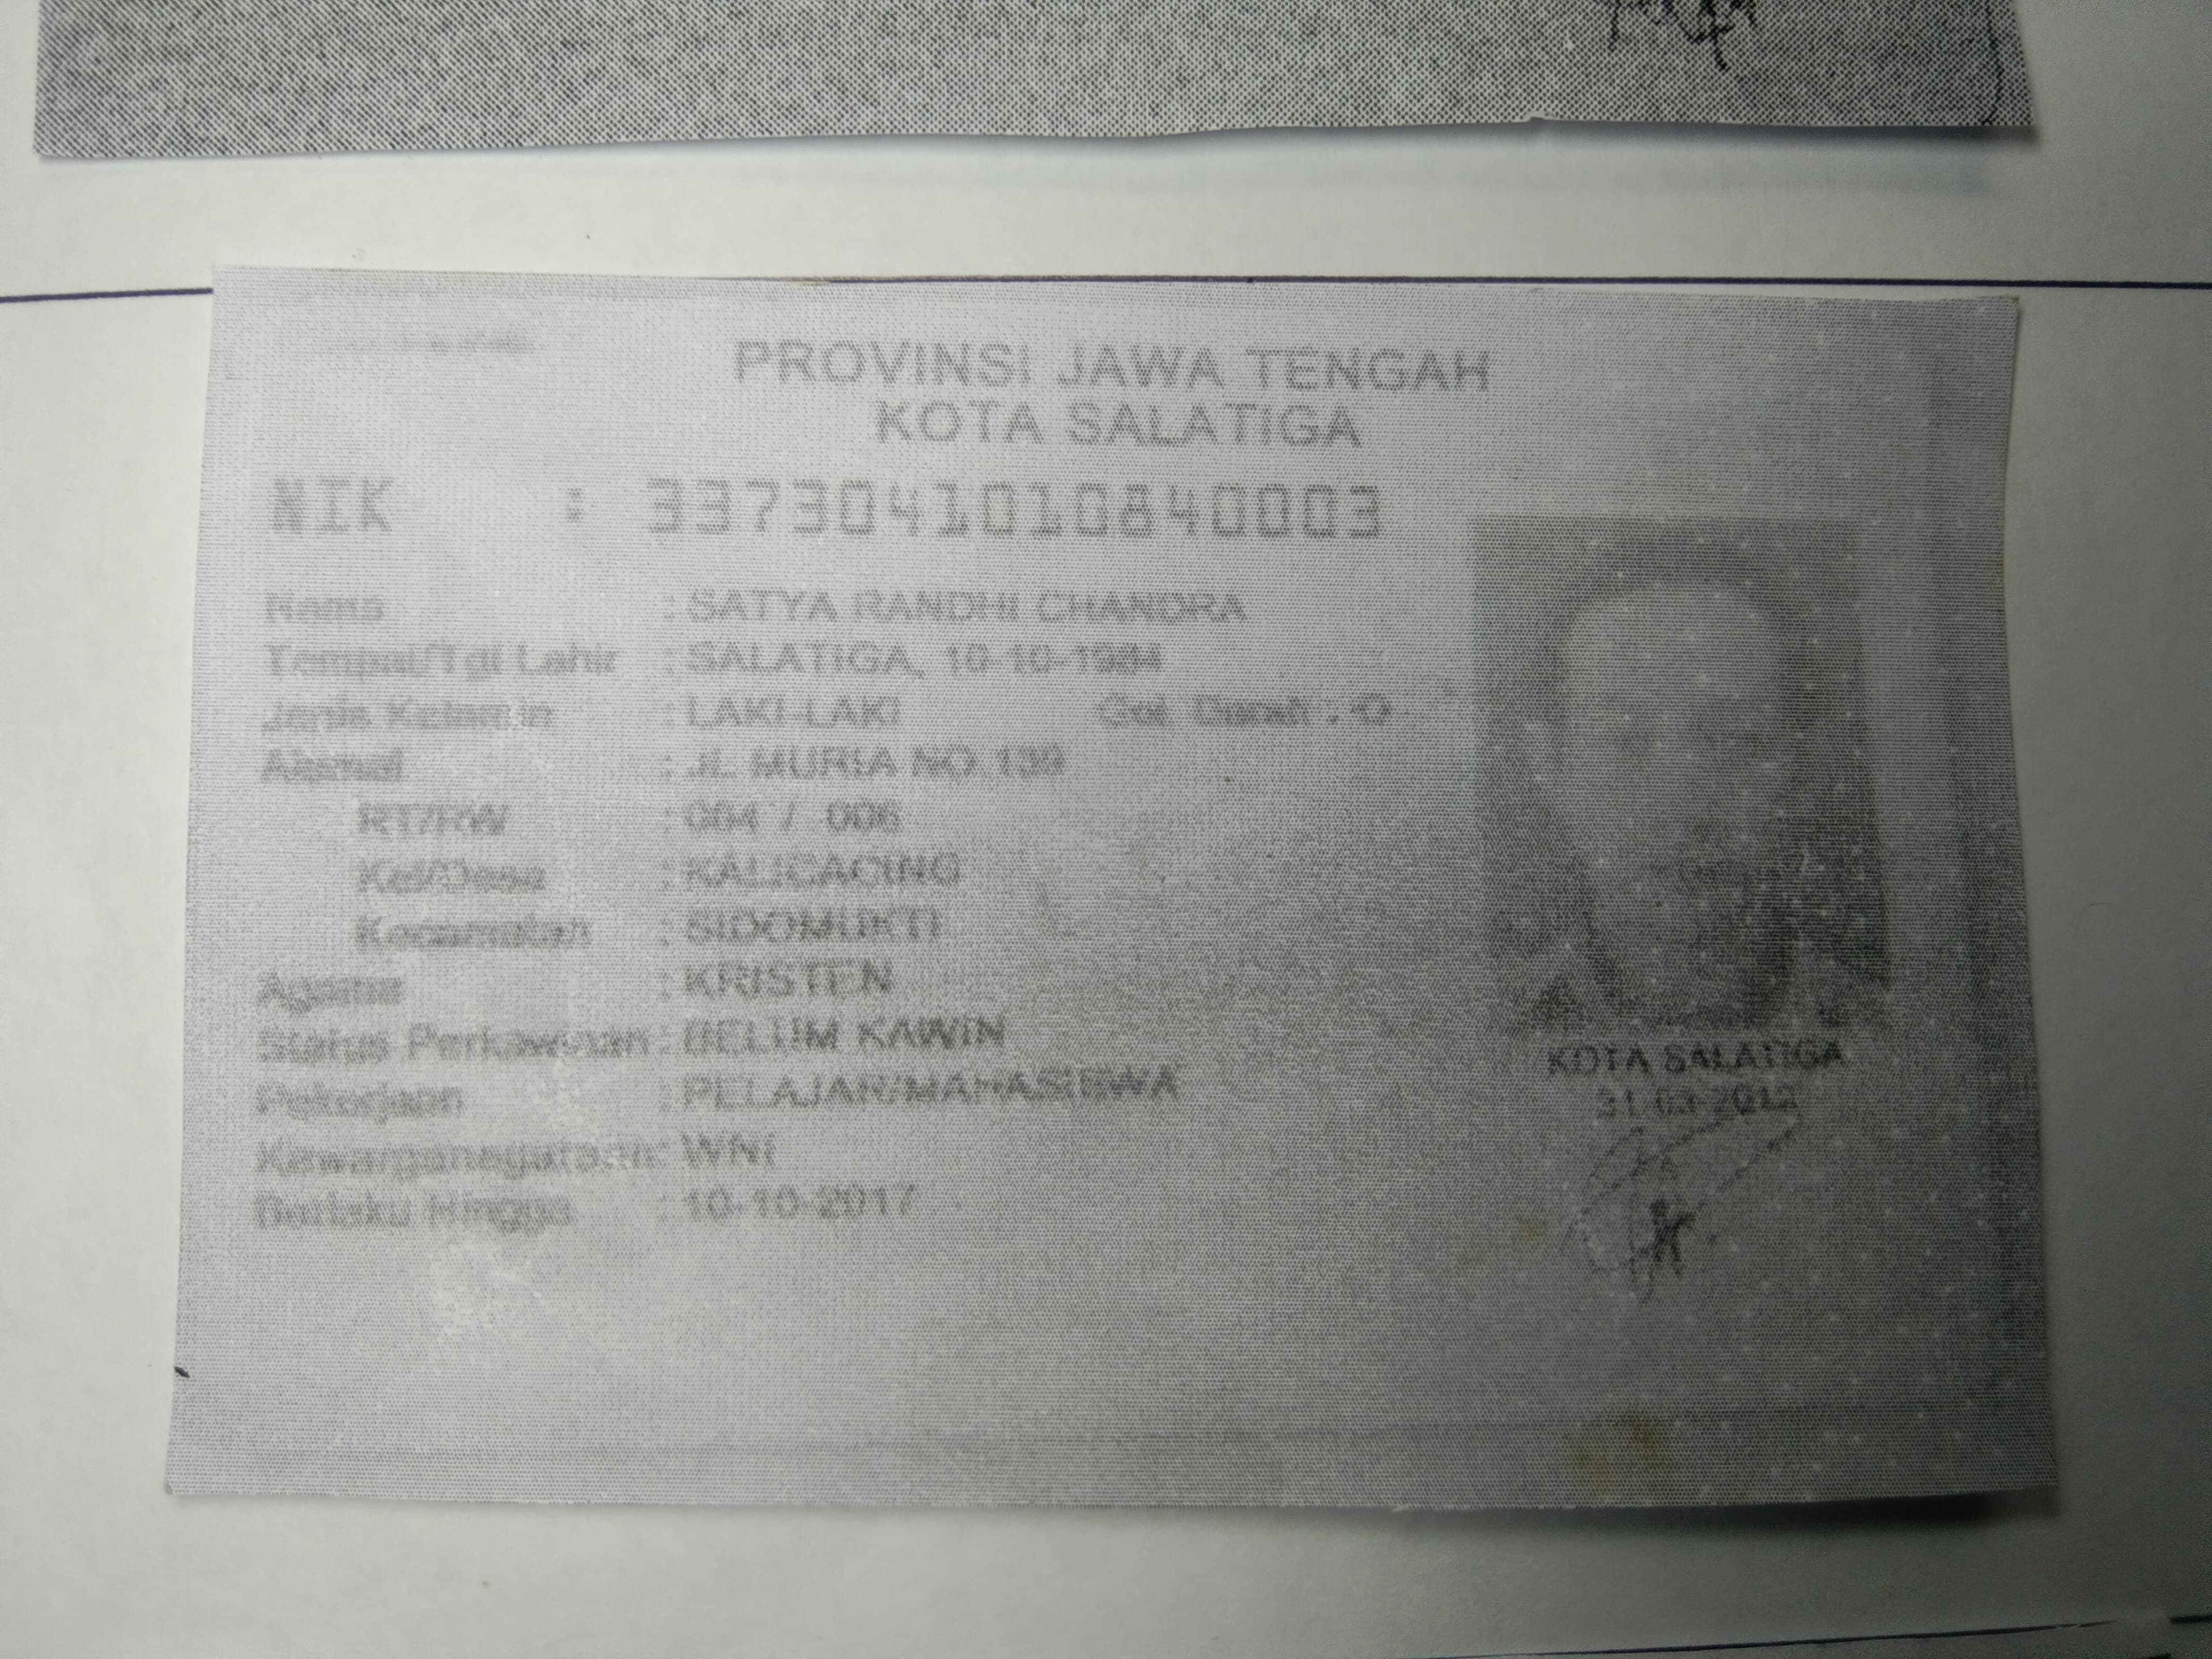 PROVINSI JAWA TENGAH
KOTA SALATIGA
NIK : 3373041010840003
Nama : SATYA RANDHI CHANDRA
Tempat/Tgl Lahir : SALATIGA, 10-10-1984
Jenis Kelamin : LAKI-LAKI Gol. Darah : O
Alamat : JL MURIA NO 139
RT/RW : 004 / 006
Kel/Desa : KALICACING
Kecamatan : SIDOMUKTI
Agama : KRISTEN
Status Perkawinan : BELUM KAWIN
Pekerjaan : PELAJAR/MAHASISWA
Kewarganegaraan: WNI
Berlaku Hingga : 10-10-2017
KOTA SALATIGA
31-03-2012